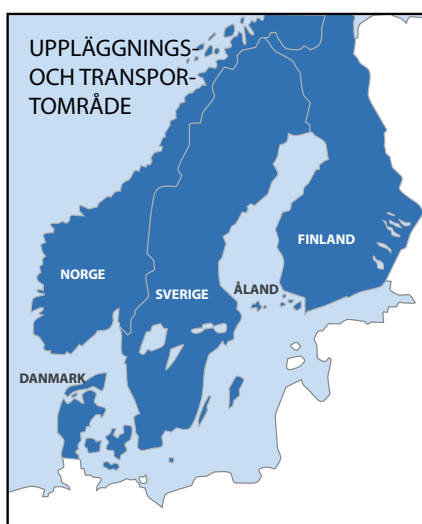 UPPLÄGGNINGS-
OCH TRANSPOR-
TOMRÅDE
FINLAND
NORGE
SVERIGE
ÅLAND
DANMARK